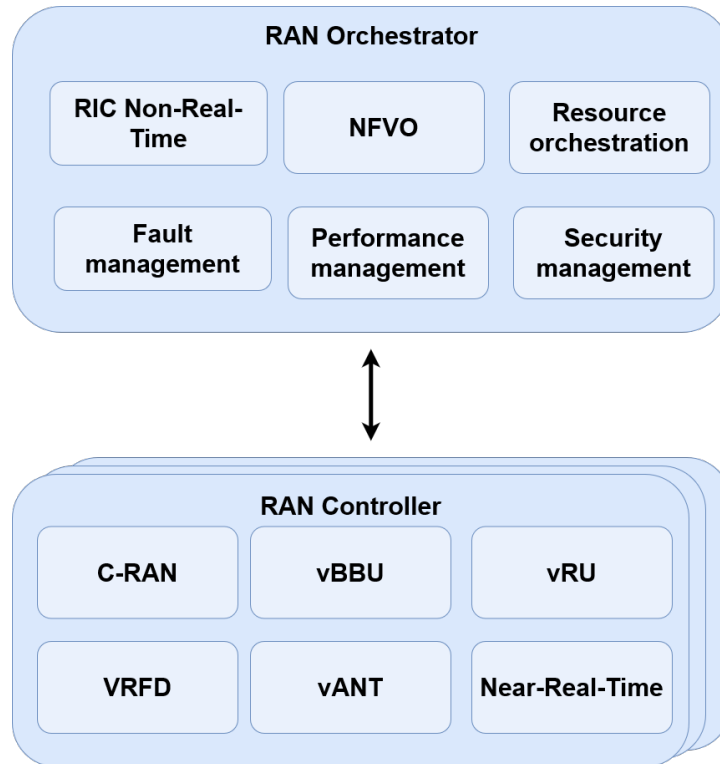 RAN Orchestrator
RIC Non-Real-
Time
NFVO
Resource
orchestration
Fault
management
Performance
management
Security
management
RAN Controller
C-RAN
vBBU
vRU
VRFD
vANT
Near-Real-Time